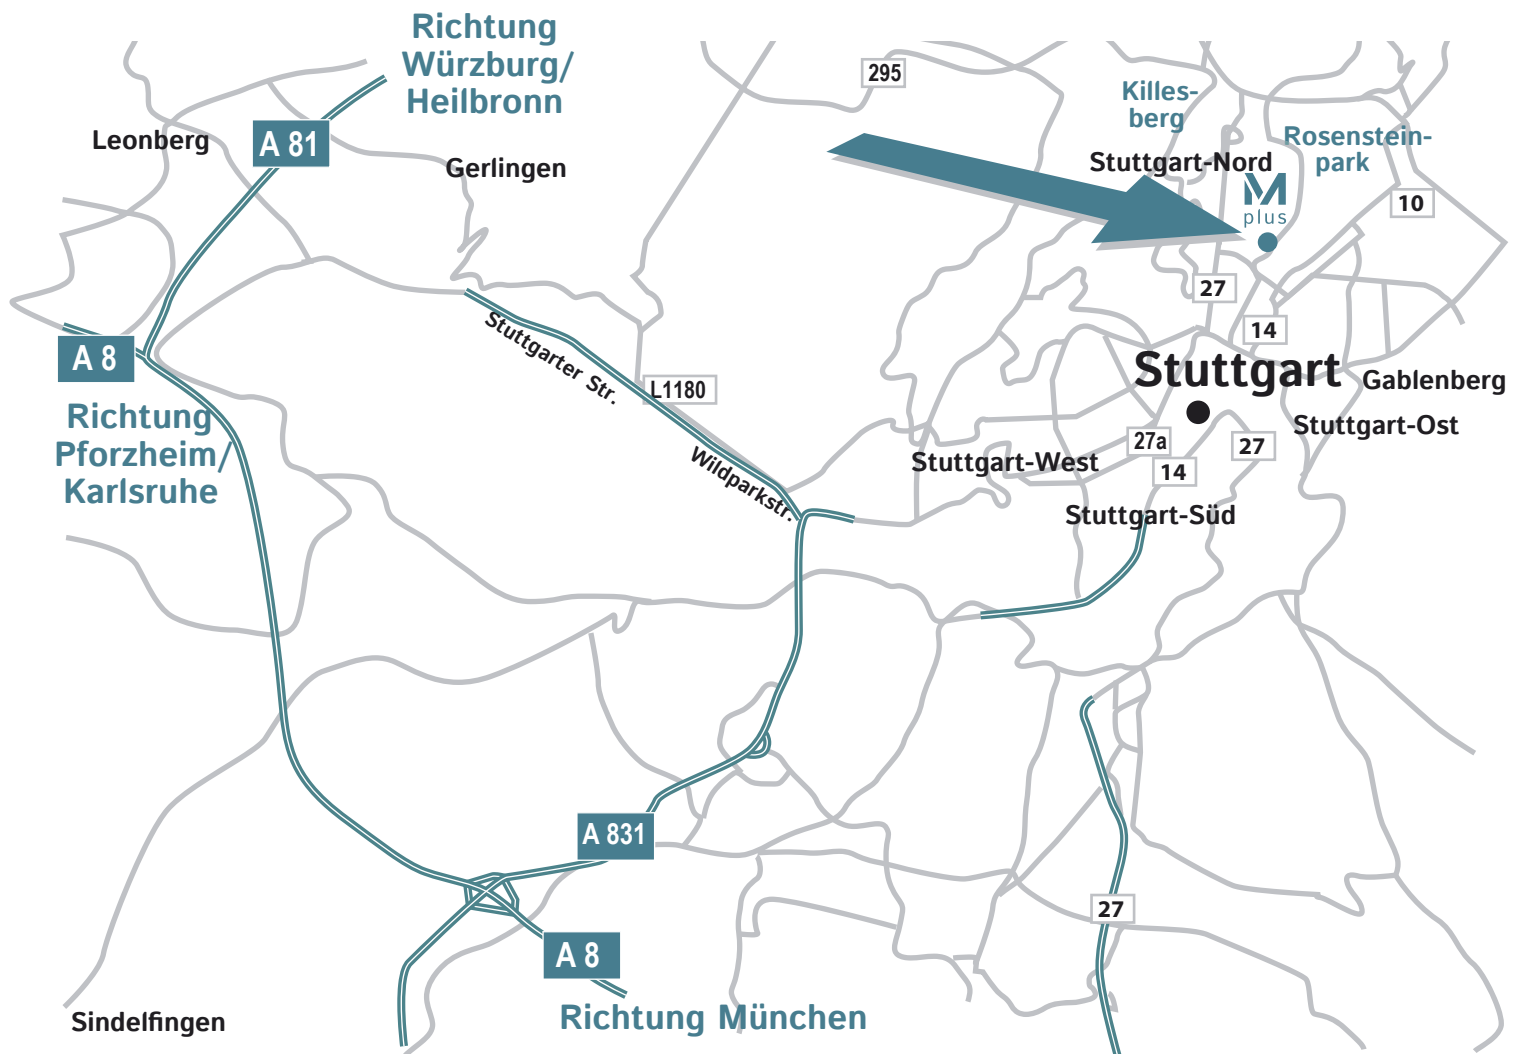 Richtung
Würzburg/
Heilbronn
295
Killes-
berg
Leonberg
A 81
Rosenstein-
park
Gerlingen
Stuttgart-Nord
M
plus
10
27
14
Stuttgarter Str.
A 8
Stuttgart
Gablenberg
L1180
Richtung
Pforzheim/
Karlsruhe
Stuttgart-Ost
27a
27
Stuttgart-West
14
Wildparkstr.
Stuttgart-Süd
A 831
27
A 8
Richtung München
Sindelfingen